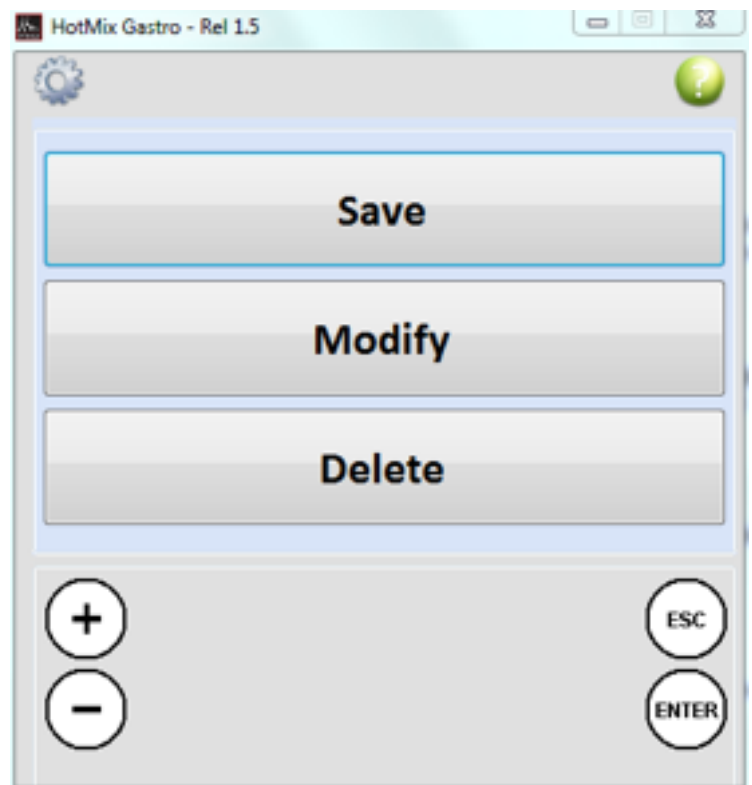 HotMix Gastro - Rel 1.5
?
Save
Modify
Delete
+
ESC
-
ENTER